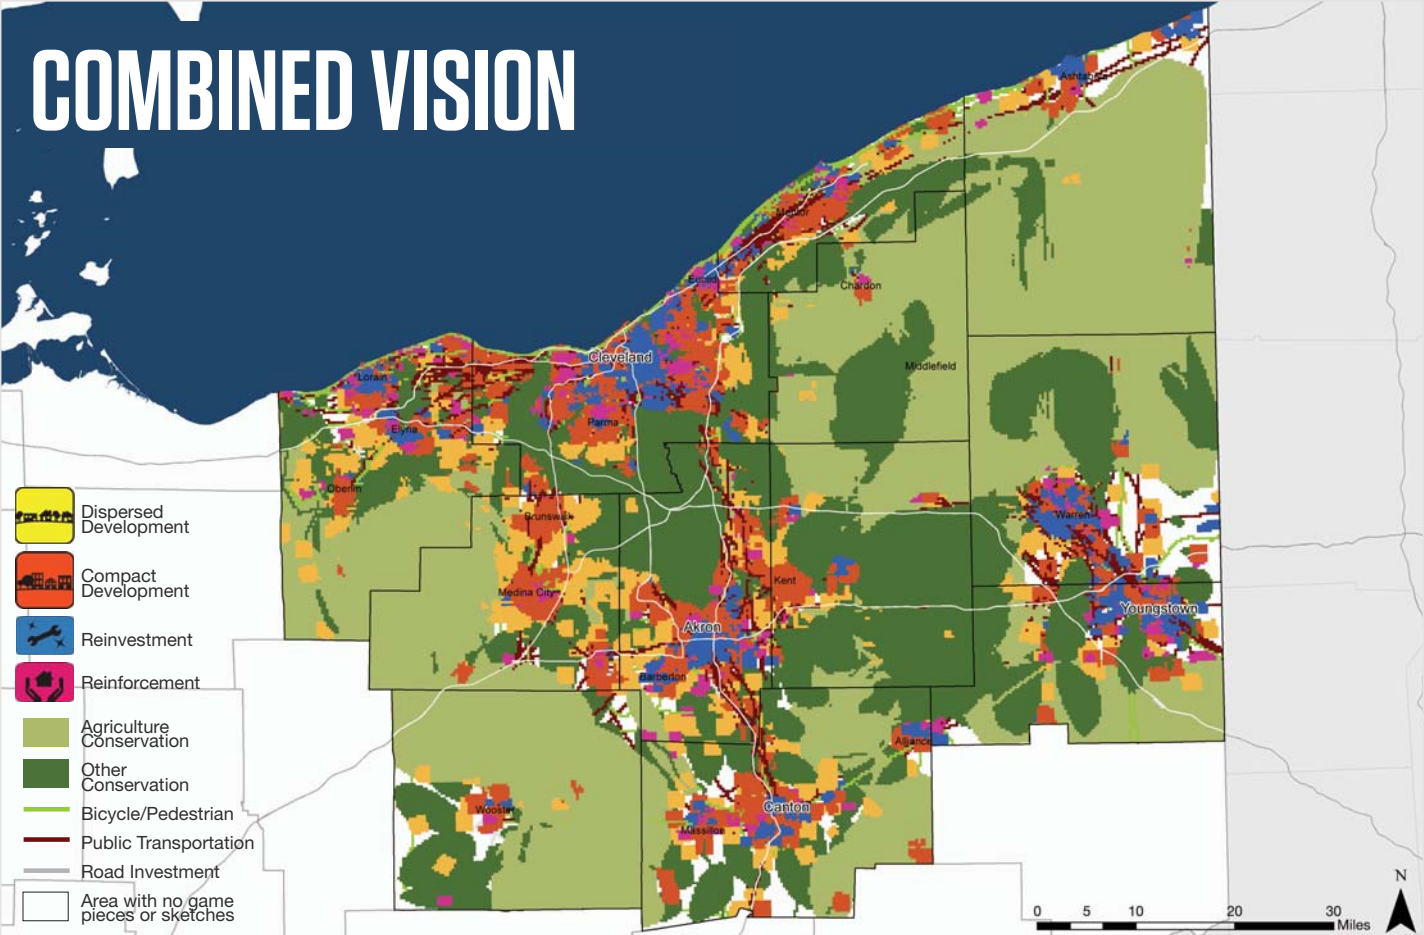 COMBINED VISION
Ashtabula
Mentor
Euclid
Chardon
Cleveland
Middlefield
Lorain
Parma
Elyria
Oberlin
Brunswick
Warren
Medina City
Kent
Youngstown
Akron
Barberton
Alliance
Wooster
Canton
Massillon
Dispersed
Development
Compact
Development
Reinvestment
Reinforcement
Agriculture
Conservation
Other
Conservation
Bicycle/Pedestrian
Public Transportation
Road Investment
Area with no game
pieces or sketches
N
0 5 10 20 30
Miles